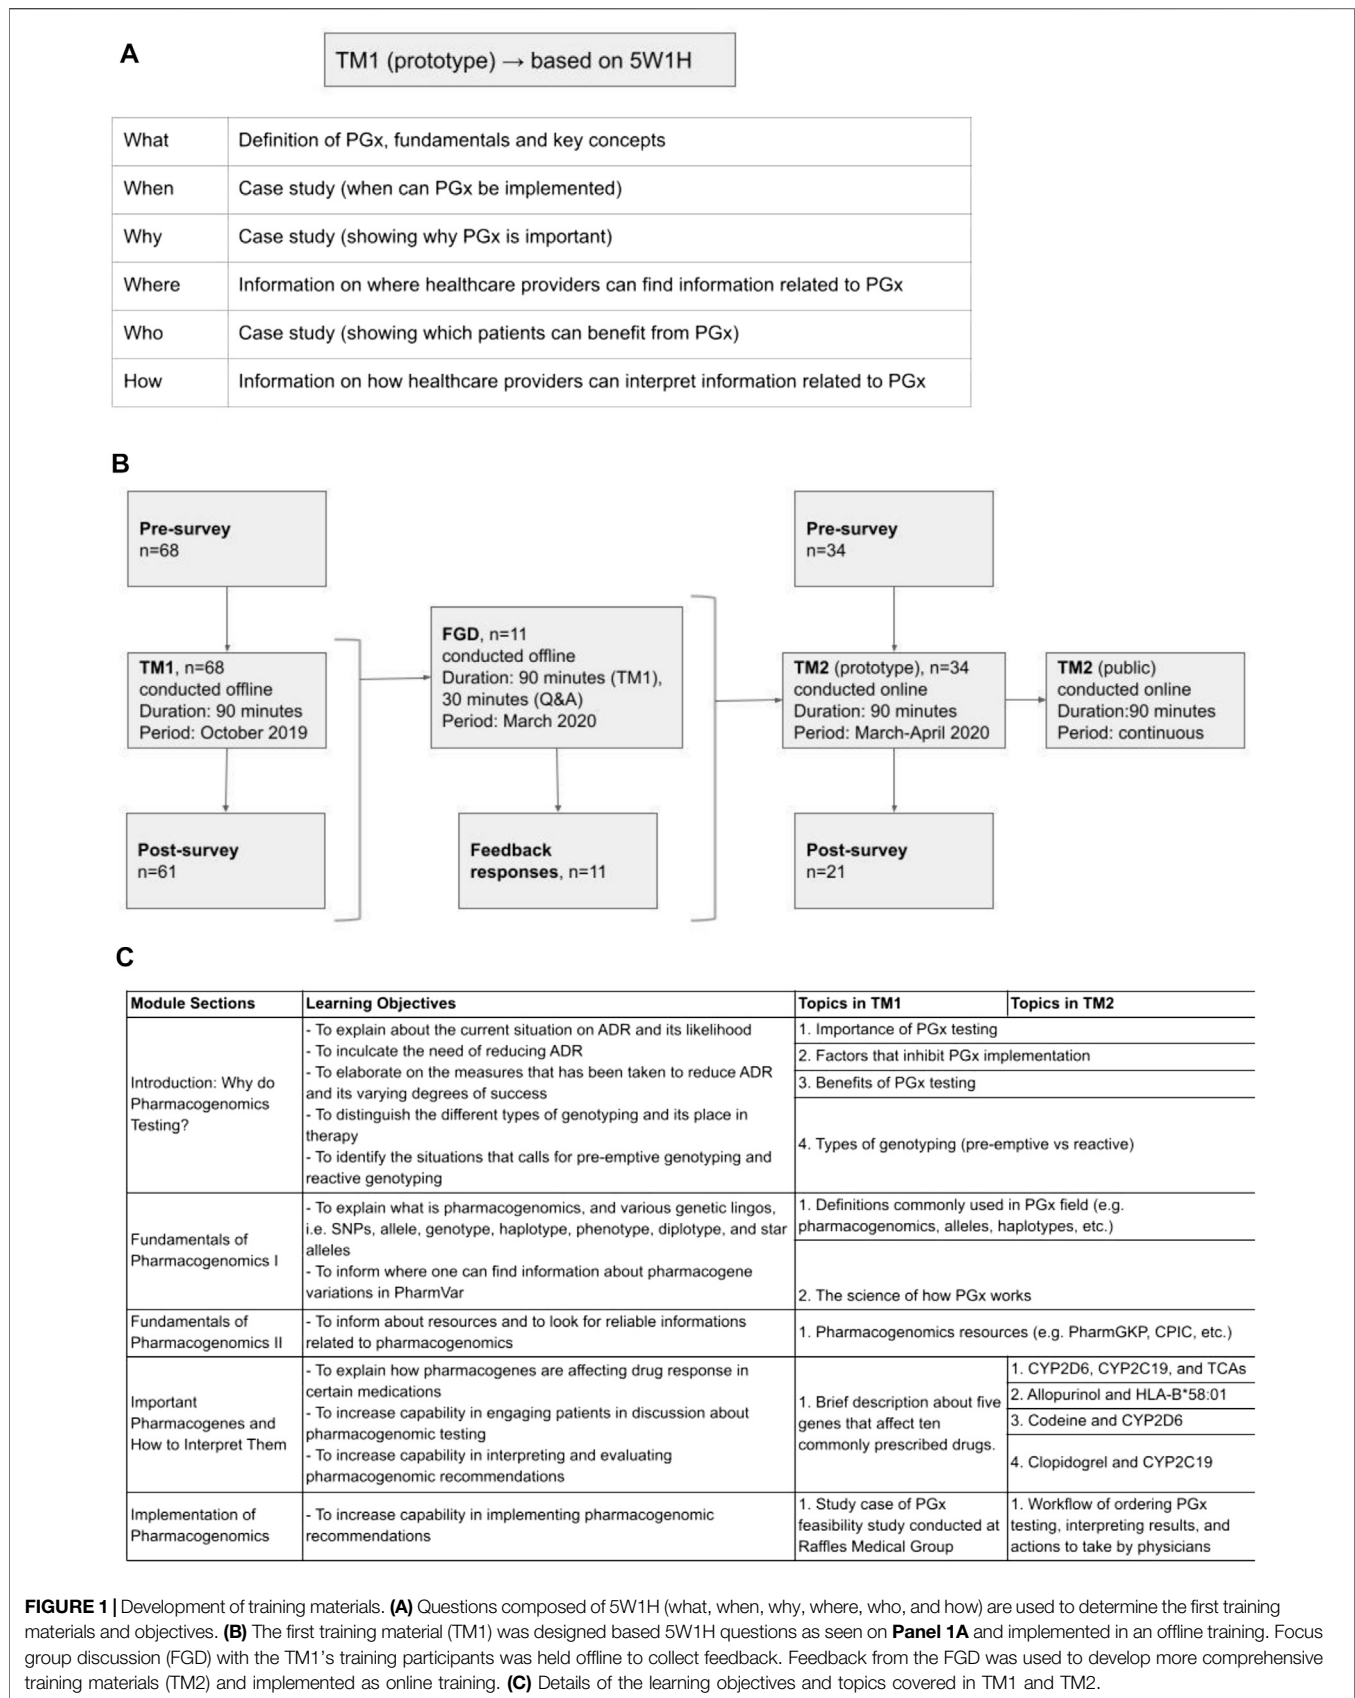 A
TM1 (prototype) → based on 5W1H
What Definition of PGx, fundamentals and key concepts
When Case study (when can PGx be implemented)
Why Case study (showing why PGx is important)
Where Information on where healthcare providers can find information related to PGx
Who Case study (showing which patients can benefit from PGx)
How Information on how healthcare providers can interpret information related to PGx
B
Pre-survey
n=68
TM1, n=68
conducted offline
Duration: 90 minutes
Period: October 2019
Post-survey
n=61
FGD, n=11
conducted offline
Duration: 90 minutes (TM1),
30 minutes (Q&A)
Period: March 2020
Feedback
responses, n=11
Pre-survey
n=34
TM2 (prototype), n=34
conducted online
Duration: 90 minutes
Period: March-April 2020
Post-survey
n=21
TM2 (public)
conducted online
Duration:90 minutes
Period: continuous
C
Module Sections Learning Objectives Topics in TM1 Topics in TM2
Introduction: Why do
Pharmacogenomics
Testing?
- To explain about the current situation on ADR and its likelihood
- To inculcate the need of reducing ADR
- To elaborate on the measures that has been taken to reduce ADR
and its varying degrees of success
- To distinguish the different types of genotyping and its place in
therapy
- To identify the situations that calls for pre-emptive genotyping and
reactive genotyping
1. Importance of PGx testing
2. Factors that inhibit PGx implementation
3. Benefits of PGx testing
4. Types of genotyping (pre-emptive vs reactive)
Fundamentals of
Pharmacogenomics I
- To explain what is pharmacogenomics, and various genetic lingos,
i.e. SNPs, allele, genotype, haplotype, phenotype, diplotype, and star
alleles
- To inform where one can find information about pharmacogene
variations in PharmVar
1. Definitions commonly used in PGx field (e.g.
pharmacogenomics, alleles, haplotypes, etc.)
2. The science of how PGx works
Fundamentals of
Pharmacogenomics II
- To inform about resources and to look for reliable informations
related to pharmacogenomics
1. Pharmacogenomics resources (e.g. PharmGKP, CPIC, etc.)
Important
Pharmacogenes and
How to Interpret Them
- To explain how pharmacogenes are affecting drug response in
certain medications
- To increase capability in engaging patients in discussion about
pharmacogenomic testing
- To increase capability in interpreting and evaluating
pharmacogenomic recommendations
1. Brief description about five
genes that affect ten
commonly prescribed drugs.
1. CYP2D6, CYP2C19, and TCAs
2. Allopurinol and HLA-B*58:01
3. Codeine and CYP2D6
4. Clopidogrel and CYP2C19
Implementation of
Pharmacogenomics
- To increase capability in implementing pharmacogenomic
recommendations
1. Study case of PGx
feasibility study conducted at
Raffles Medical Group
1. Workflow of ordering PGx
testing, interpreting results, and
actions to take by physicians
FIGURE 1 | Development of training materials. (A) Questions composed of 5W1H (what, when, why, where, who, and how) are used to determine the first training
materials and objectives. (B) The first training material (TM1) was designed based 5W1H questions as seen on Panel 1A and implemented in an offline training. Focus
group discussion (FGD) with the TM1's training participants was held offline to collect feedback. Feedback from the FGD was used to develop more comprehensive
training materials (TM2) and implemented as online training. (C) Details of the learning objectives and topics covered in TM1 and TM2.